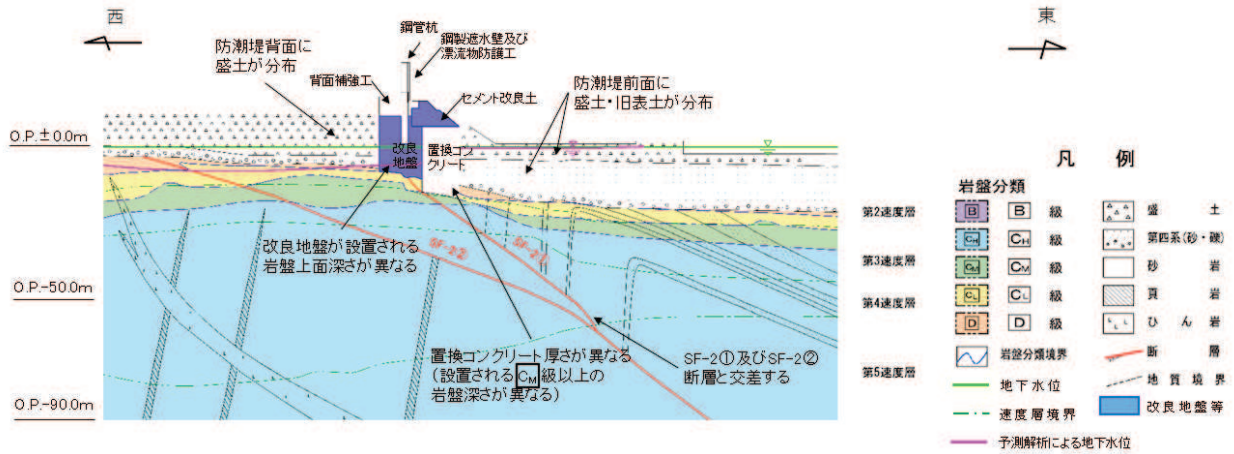 西
東
鋼管杭
鋼製遮水壁及び
漂流物防護工
防潮堤背面に
盛土が分布
背面補強工
セメント改良土
防潮堤前面に
盛土・旧表土が分布
O.P.±0.0m
改良
地盤
置換コン
クリート
改良地盤が設置される
岩盤上面深さが異なる
SF-2②
SF-2①
O.P.-50.0m
置換コンクリート厚さが異なる
(設置されるCM級以上の
岩盤深さが異なる)
SF-2①及びSF-2②
断層と交差する
O.P.-90.0m
第2速度層
第3速度層
第4速度層
第5速度層
凡 例
岩盤分類
B B 級
CH CH 級
CM CM 級
CL CL 級
D D 級
岩盤分類境界
地下水位
速度層境界
予測解析による地下水位
盛 土
第四系(砂・礫)
砂 岩
頁 岩
ひん岩
断 層
地質境界
改良地盤等